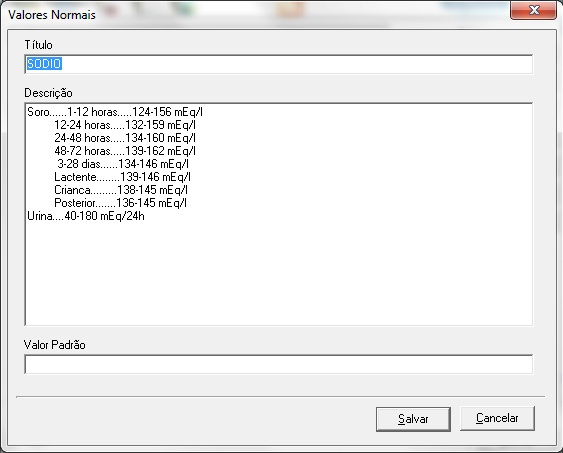 Valores Normais
Título
SODIO
Descrição
Soro......1-12 horas.....124-156 mEq/l
12-24 horas.....132-159 mEq/l
24-48 horas.....134-160 mEq/l
48-72 horas.....139-162 mEq/l
3-28 dias......134-146 mEq/l
Lactente........139-146 mEq/l
Crianca.........138-145 mEq/l
Posterior.......136-145 mEq/l
Urina....40-180 mEq/24h
Valor Padrão
Salvar
Cancelar